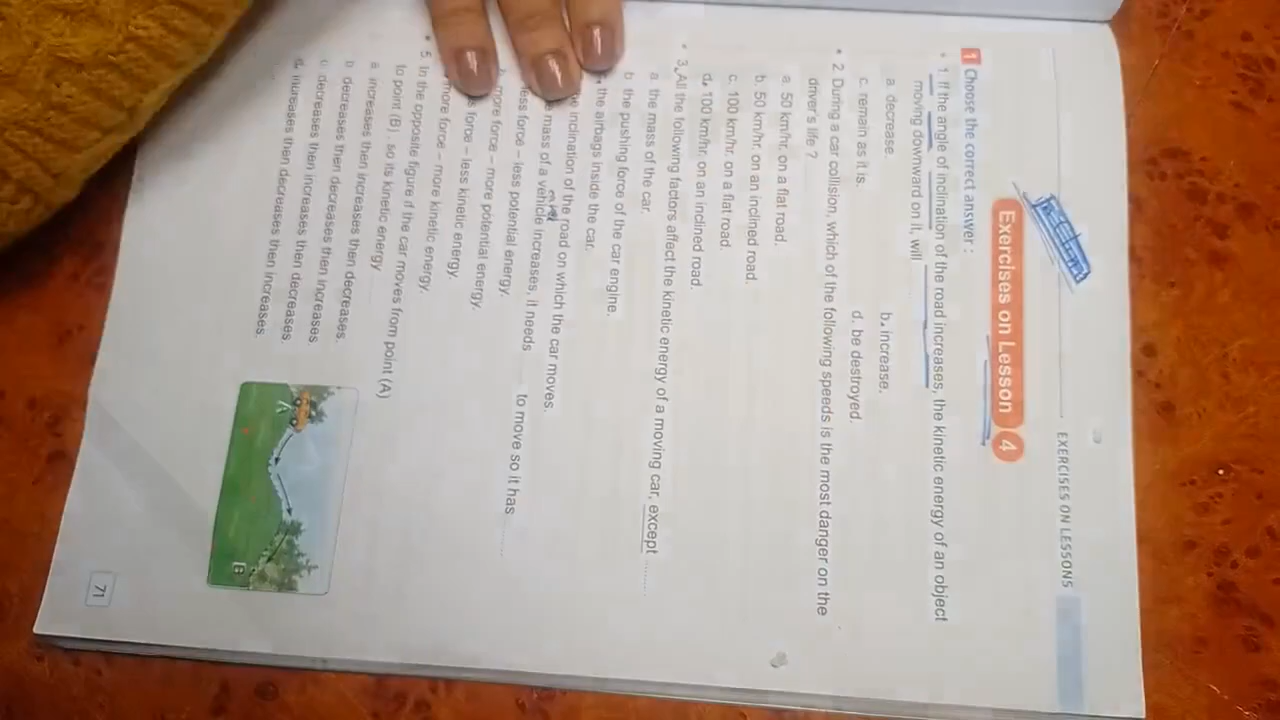 EXERCISES ON LESSONS
Exercises on Lesson 4
1 Choose the correct answer :
* 1. If the angle of inclination of the road increases, the kinetic energy of an object
moving downward on it, will
a. decrease.
b. increase.
c. remain as it is.
d. be destroyed.
* 2. During a car collision, which of the following speeds is the most danger on the
driver's life ?
a. 50 km/hr. on a flat road.
b. 50 km/hr. on an inclined road.
c. 100 km/hr. on a flat road.
d. 100 km/hr. on an inclined road.
* 3. All the following factors affect the kinetic energy of a moving car, except ........
a. the mass of the car.
b. the pushing force of the car engine.
the airbags inside the car.
inclination of the road on which the car moves.
mass of a vehicle increases, it needs to move so it has ........
less force – less potential energy.
more force – more potential energy.
force – less kinetic energy.
more force – more kinetic energy.
* 5. In the opposite figure if the car moves from point (A)
to point (B), so its kinetic energy
a. increases then increases then decreases.
b. decreases then decreases then increases
c. decreases then increases then decreases
d. increases then decreases then increases.
B
71